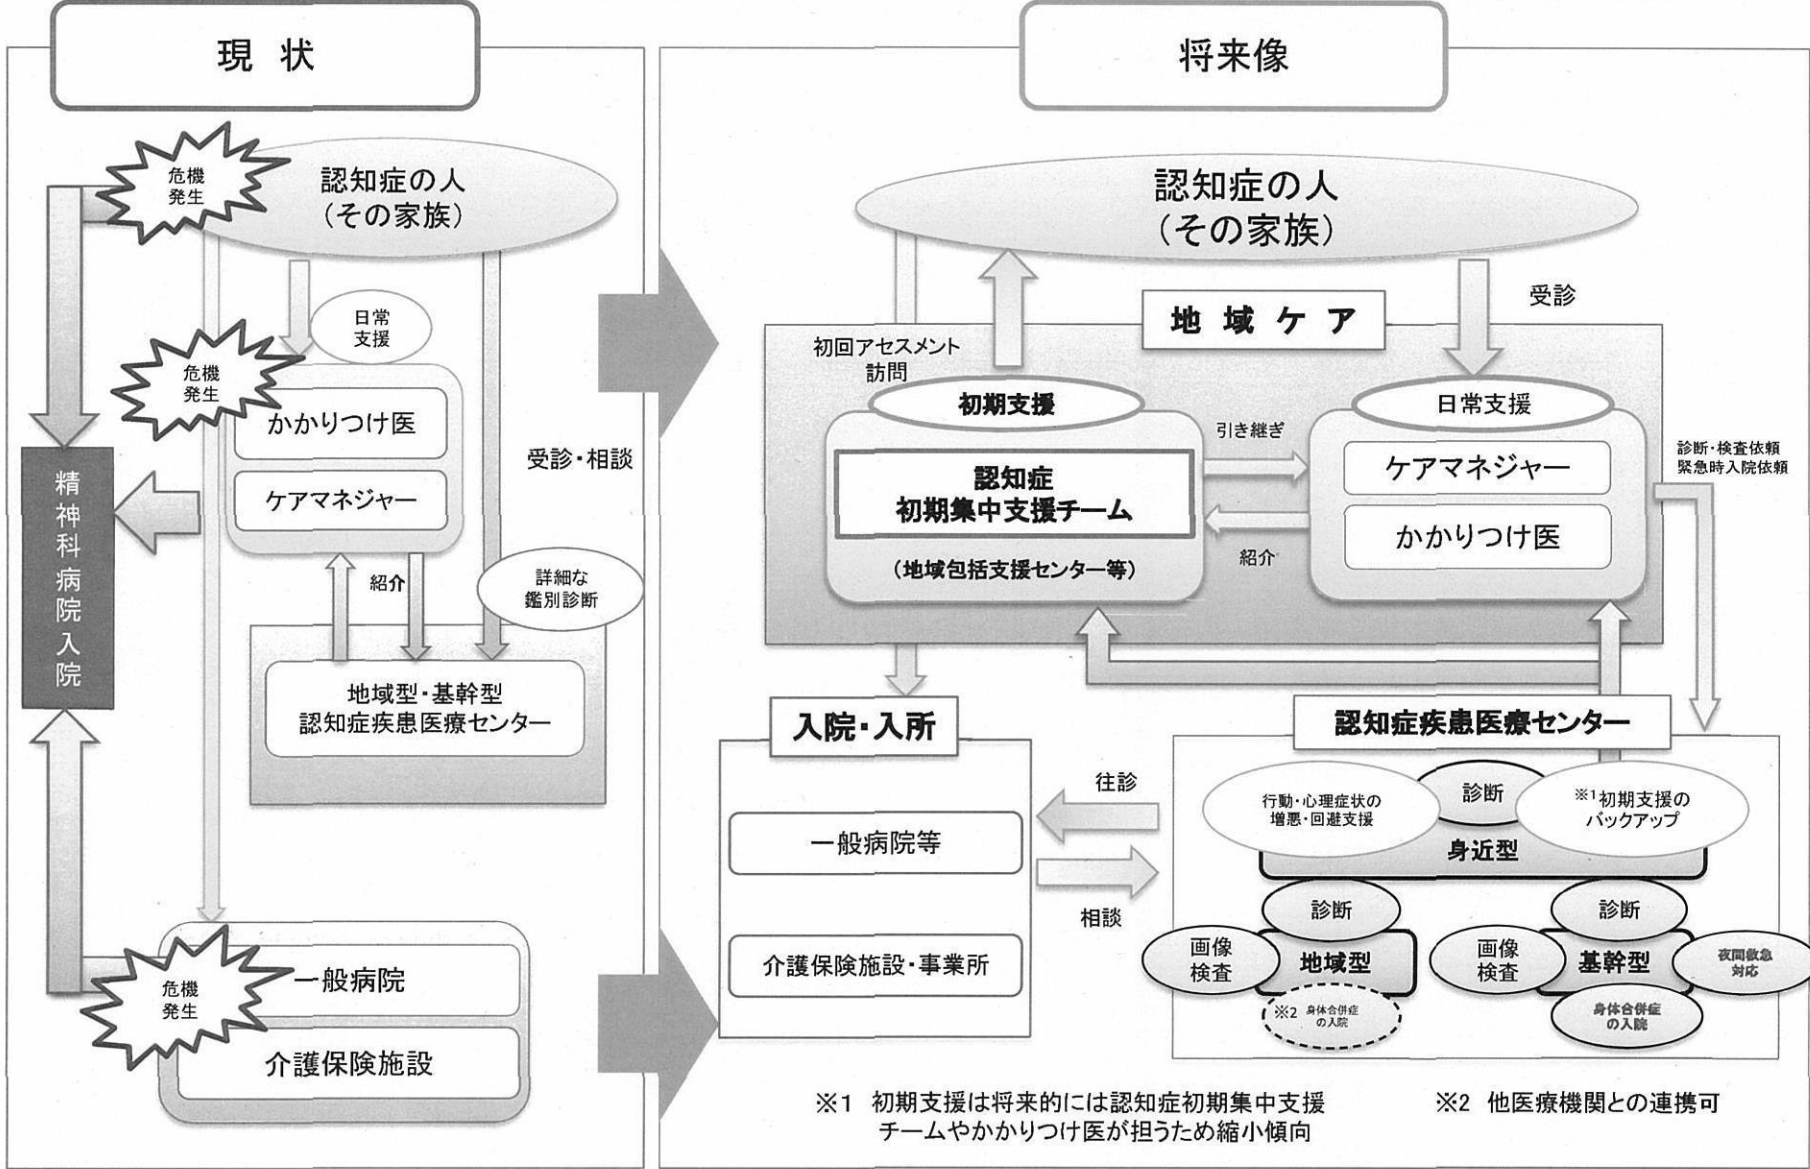 現 状
危機
発生
認知症の人
（その家族）
日常
支援
危機
発生
かかりつけ医
ケアマネジャー
受診・相談
精神科病院入院
紹介
詳細な
鑑別診断
地域型・基幹型
認知症疾患医療センター
危機
発生
一般病院
介護保険施設
将来像
認知症の人
（その家族）
受診
地 域 ケ ア
初回アセスメント
訪問
初期支援
認知症
初期集中支援チーム
（地域包括支援センター等）
引き継ぎ
紹介
日常支援
ケアマネジャー
かかりつけ医
診断・検査依頼
緊急時入院依頼
入院・入所
一般病院等
介護保険施設・事業所
往診
相談
認知症疾患医療センター
行動・心理症状の
増悪・回避支援
診断
※1 初期支援の
バックアップ
身近型
診断
画像
検査
地域型
※2 身体合併症
の入院
診断
画像
検査
基幹型
夜間救急
対応
身体合併症
の入院
※1 初期支援は将来的には認知症初期集中支援
チームやかかりつけ医が担うため縮小傾向
※2 他医療機関との連携可